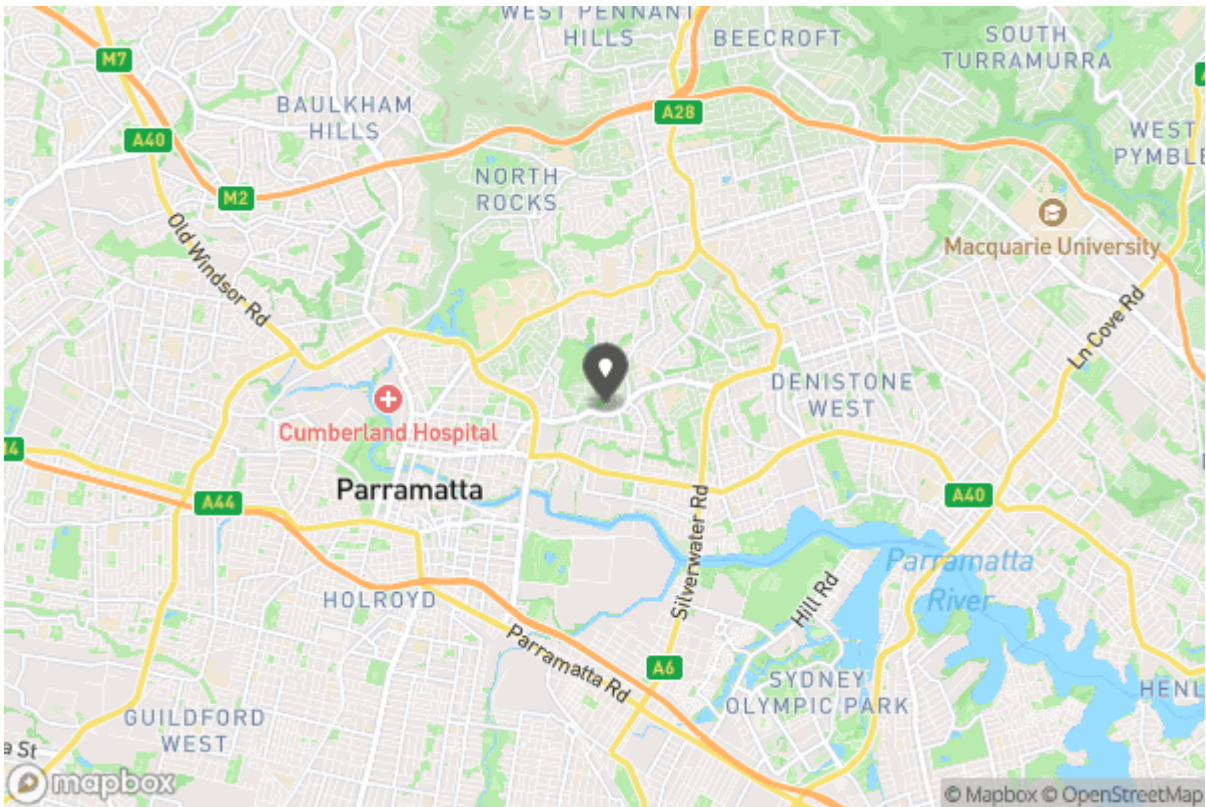 WEST PENNANT
HILLS
BEECROFT
SOUTH
TURRAMURRA
M7
BAULKHAM
HILLS
A28
A40
WEST
PYMBLE
NORTH
ROCKS
M2
Macquarie University
Old Windsor Rd
Ln Cove Rd
DENISTONE
WEST
Cumberland Hospital
Parramatta
A44
A40
Silverwater Rd
Parramatta
River
HOLROYD
Hill Rd
Parramatta Rd
A6
SYDNEY
OLYMPIC PARK
HENL
GUILDFORD
WEST
a St
mapbox
© Mapbox © OpenStreetMap